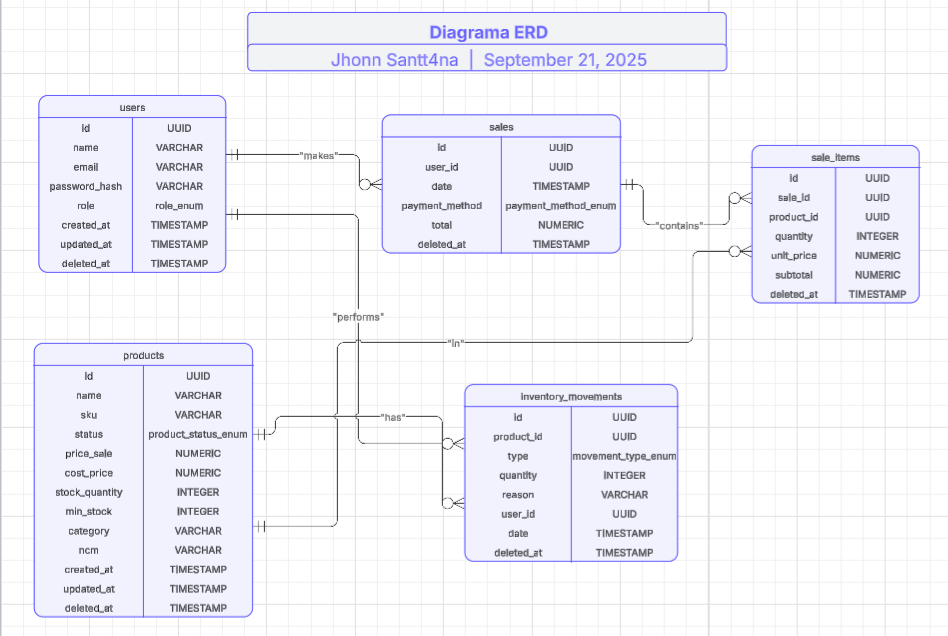 Diagrama ERD
Jhonn Santt4na | September 21, 2025
users
id UUID
name VARCHAR
email VARCHAR
password_hash VARCHAR
role role_enum
created_at TIMESTAMP
updated_at TIMESTAMP
deleted_at TIMESTAMP
"makes"
sales
id UUID
user_id UUID
date TIMESTAMP
payment_method payment_method_enum
total NUMERIC
deleted_at TIMESTAMP
"contains"
sale_items
id UUID
sale_id UUID
product_id UUID
quantity INTEGER
unit_price NUMERIC
subtotal NUMERIC
deleted_at TIMESTAMP
"performs"
"in"
products
id UUID
name VARCHAR
sku VARCHAR
status product_status_enum
price_sale NUMERIC
cost_price NUMERIC
stock_quantity INTEGER
min_stock INTEGER
category VARCHAR
ncm VARCHAR
created_at TIMESTAMP
updated_at TIMESTAMP
deleted_at TIMESTAMP
"has"
inventory_movements
id UUID
product_id UUID
type movement_type_enum
quantity INTEGER
reason VARCHAR
user_id UUID
date TIMESTAMP
deleted_at TIMESTAMP